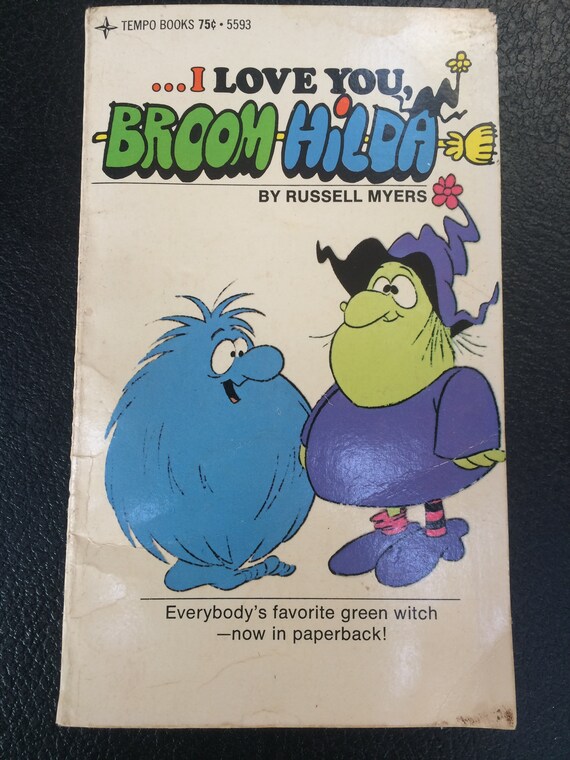 TEMPO BOOKS 75¢ • 5593
...I LOVE YOU,
BROOM-HILDA
BY RUSSELL MYERS
Everybody's favorite green witch
—now in paperback!